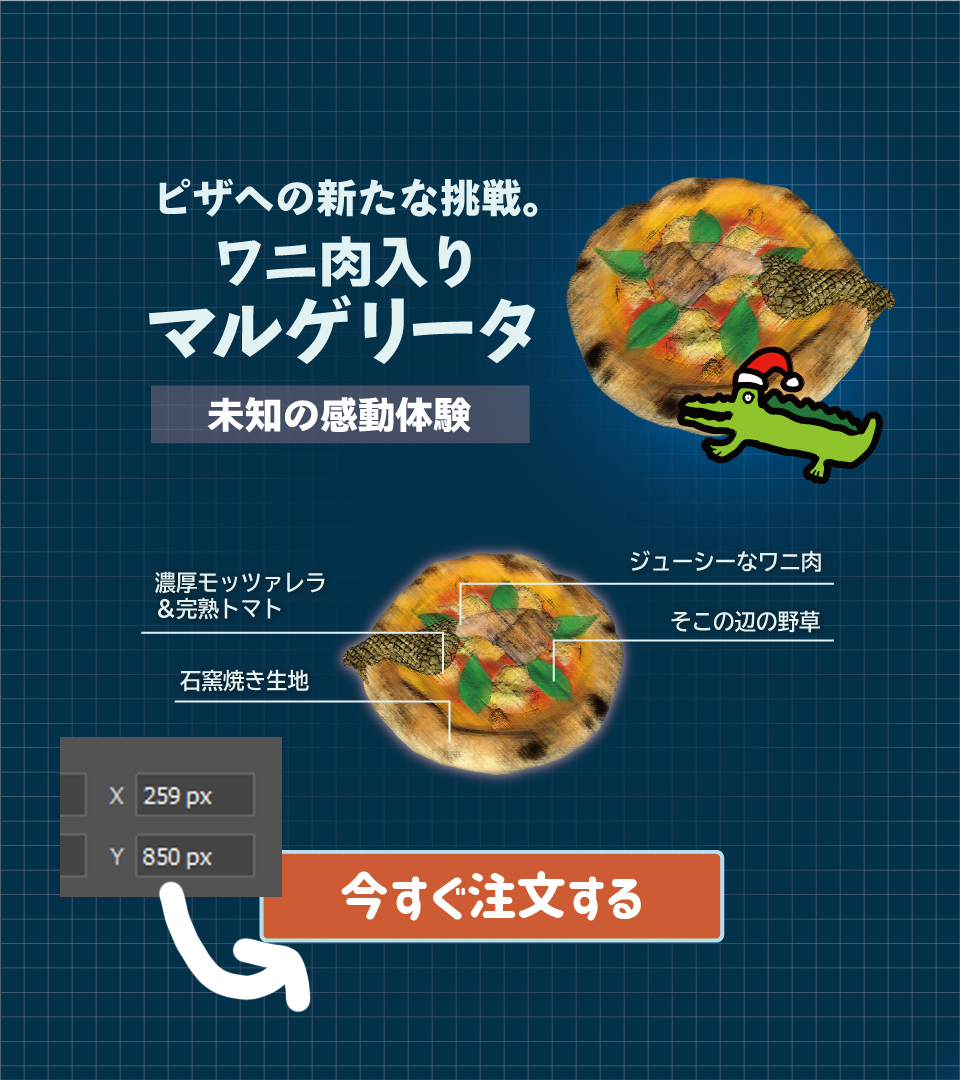 ピザへの新たな挑戦。
ワニ肉入り
マルゲリータ
未知の感動体験
ジューシーなワニ肉
濃厚モッツァレラ
&完熟トマト
そこの辺の野草
石窯焼き生地
X 259 px
Y 850 px
今すぐ注文する